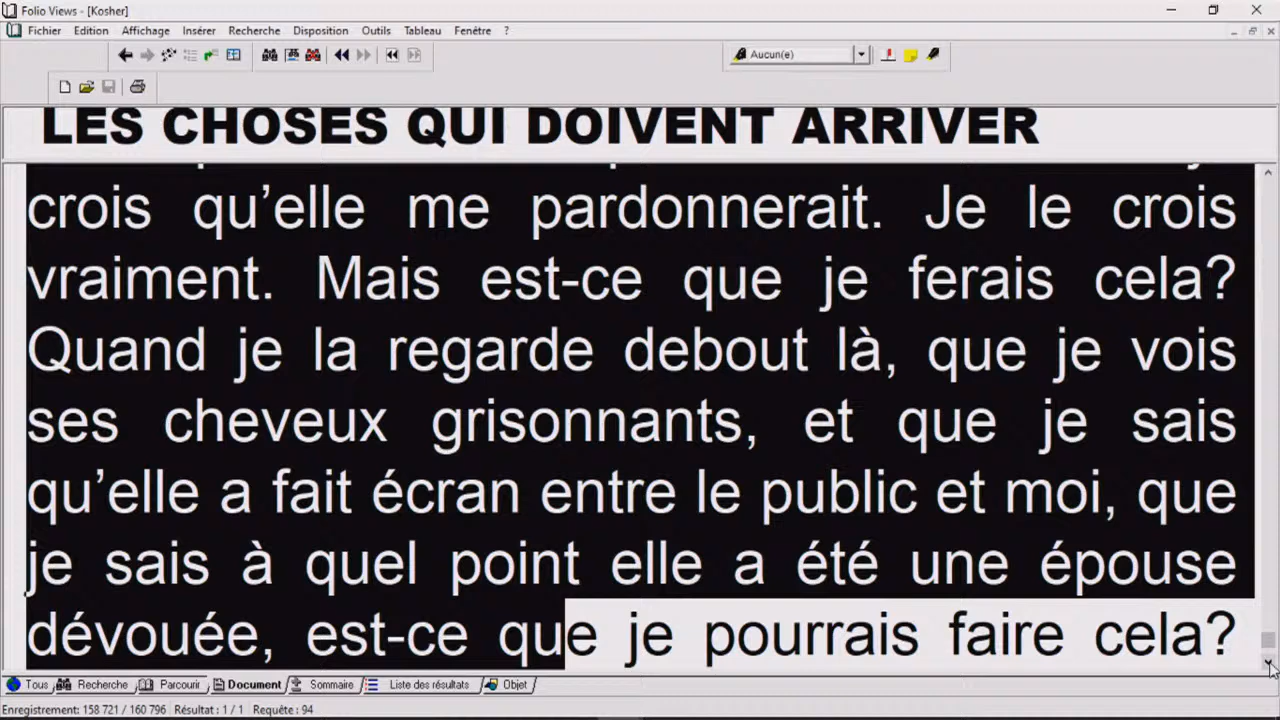 Folio Views - [Kosher]
Fichier Edition Affichage Insérer Recherche Disposition Outils Tableau Fenêtre ?
Aucun(e)
LES CHOSES QUI DOIVENT ARRIVER
crois qu’elle me pardonnerait. Je le crois
vraiment. Mais est-ce que je ferais cela?
Quand je la regarde debout là, que je vois
ses cheveux grisonnants, et que je sais
qu’elle a fait écran entre le public et moi, que
je sais à quel point elle a été une épouse
dévouée, est-ce que je pourrais faire cela?
Tous Recherche Parcourir Document Sommaire Liste des résultats Objet
Enregistrement: 158 721 / 160 796 Résultat : 1 / 1 Requête : 94